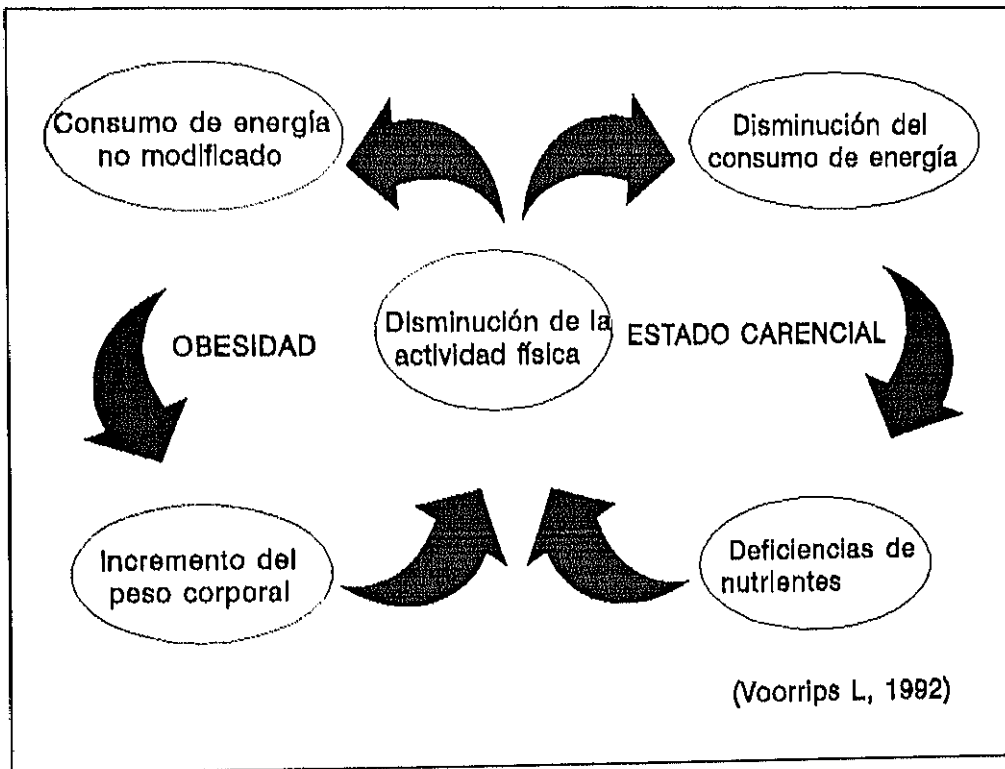 Consumo de energía
no modificado
Disminución del
consumo de energía
Disminución de la
actividad física
OBESIDAD
ESTADO CARENCIAL
Incremento del
peso corporal
Deficiencias de
nutrientes
(Voorrips L, 1992)